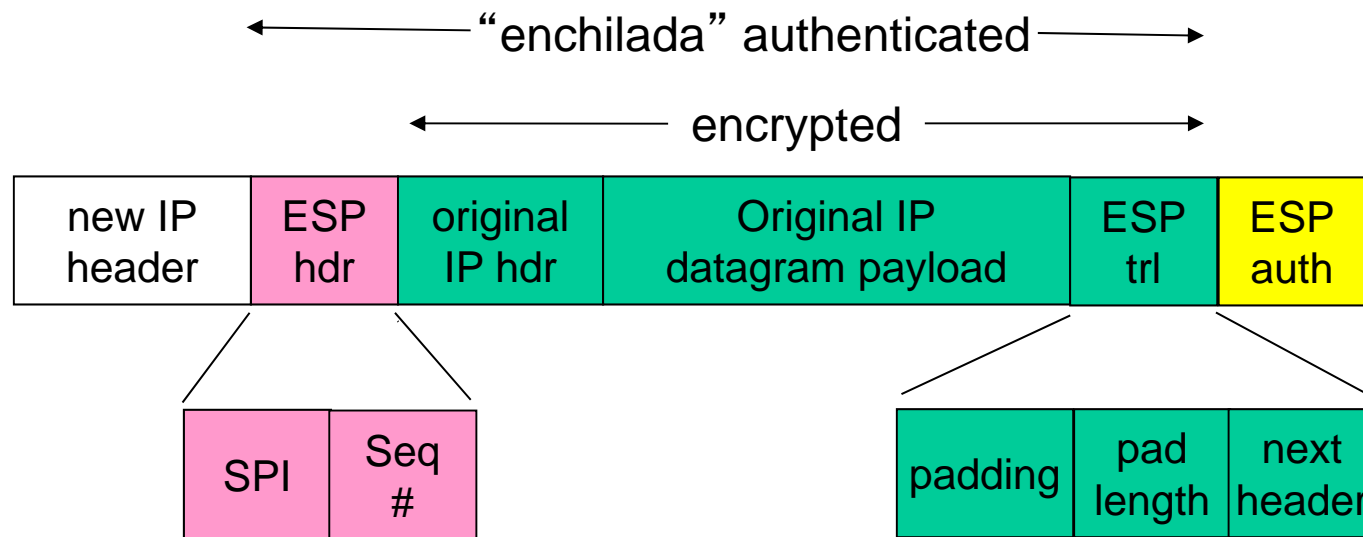 “enchilada” authenticated
encrypted
new IP
header
ESP
hdr
original
IP hdr
Original IP
datagram payload
ESP
trl
ESP
auth
SPI
Seq
#
padding
pad
length
next
header